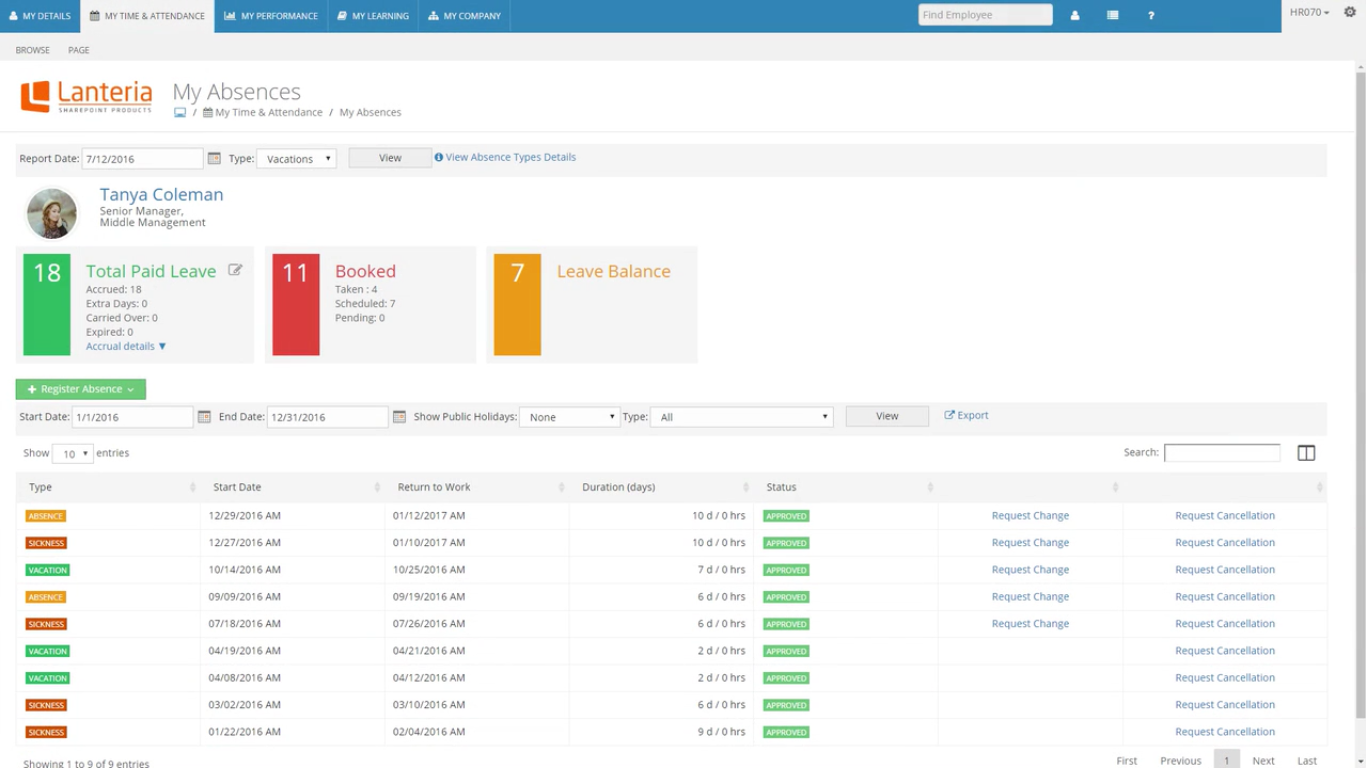 MY DETAILS MY TIME & ATTENDANCE MY PERFORMANCE MY LEARNING MY COMPANY Find Employee ? HR070
BROWSE PAGE
Lanteria
SHAREPOINT PRODUCTS
My Absences
/ My Time & Attendance / My Absences
Report Date: 7/12/2016 Type: Vacations View View Absence Types Details
Tanya Coleman
Senior Manager,
Middle Management
18 Total Paid Leave
Accrued: 18
Extra Days: 0
Carried Over: 0
Expired: 0
Accrual details ▼
11 Booked
Taken : 4
Scheduled: 7
Pending: 0
7 Leave Balance
+ Register Absence
Start Date: 1/1/2016 End Date: 12/31/2016 Show Public Holidays: None Type: All View Export
Show 10 entries Search:
Type Start Date Return to Work Duration (days) Status
ABSENCE 12/29/2016 AM 01/12/2017 AM 10 d / 0 hrs APPROVED Request Change Request Cancellation
SICKNESS 12/27/2016 AM 01/10/2017 AM 10 d / 0 hrs APPROVED Request Change Request Cancellation
VACATION 10/14/2016 AM 10/25/2016 AM 7 d / 0 hrs APPROVED Request Change Request Cancellation
ABSENCE 09/09/2016 AM 09/19/2016 AM 6 d / 0 hrs APPROVED Request Change Request Cancellation
SICKNESS 07/18/2016 AM 07/26/2016 AM 6 d / 0 hrs APPROVED Request Change Request Cancellation
VACATION 04/19/2016 AM 04/21/2016 AM 2 d / 0 hrs APPROVED Request Cancellation
VACATION 04/08/2016 AM 04/12/2016 AM 2 d / 0 hrs APPROVED Request Cancellation
SICKNESS 03/02/2016 AM 03/10/2016 AM 6 d / 0 hrs APPROVED Request Cancellation
SICKNESS 01/22/2016 AM 02/04/2016 AM 9 d / 0 hrs APPROVED Request Cancellation
Showing 1 to 9 of 9 entries First Previous 1 Next Last